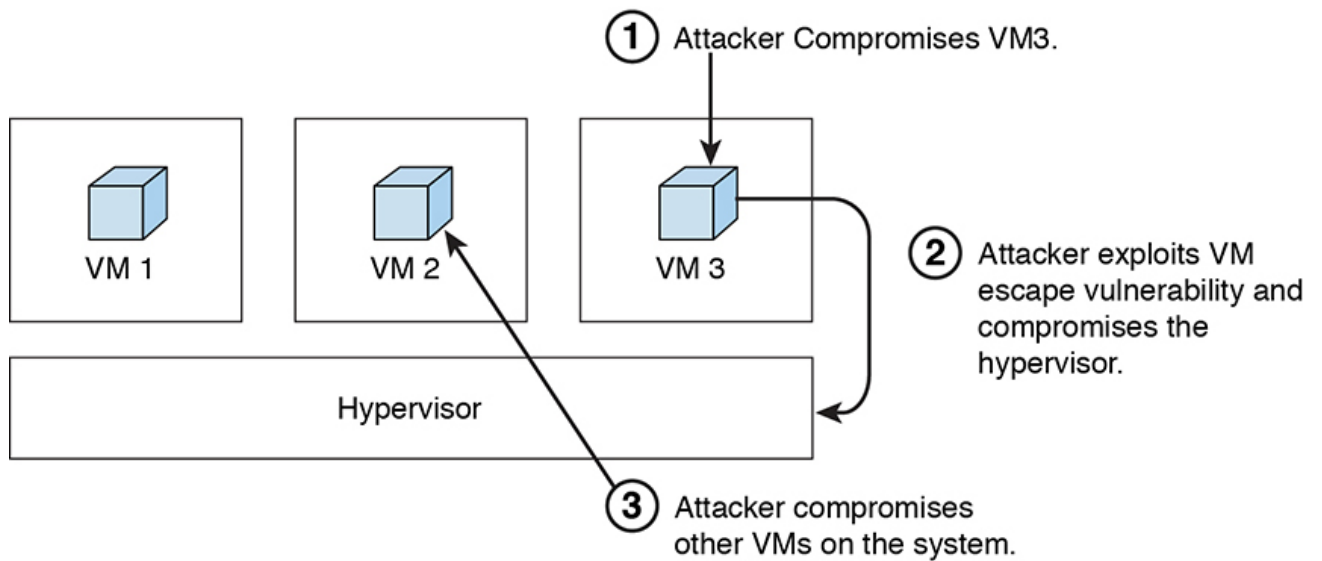 1 Attacker Compromises VM3.
VM 1
VM 2
VM 3
2 Attacker exploits VM
escape vulnerability and
compromises the
hypervisor.
Hypervisor
3 Attacker compromises
other VMs on the system.